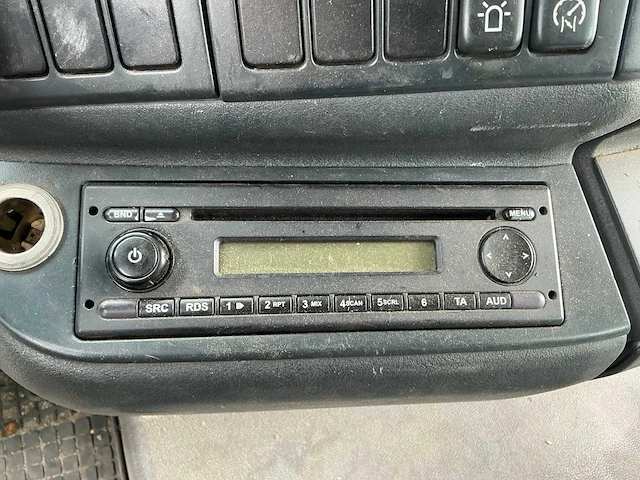 BND MENU
SRC RDS 1 2 RPT 3 MIX 4 SCAN 5 SCRL 6 TA AUD